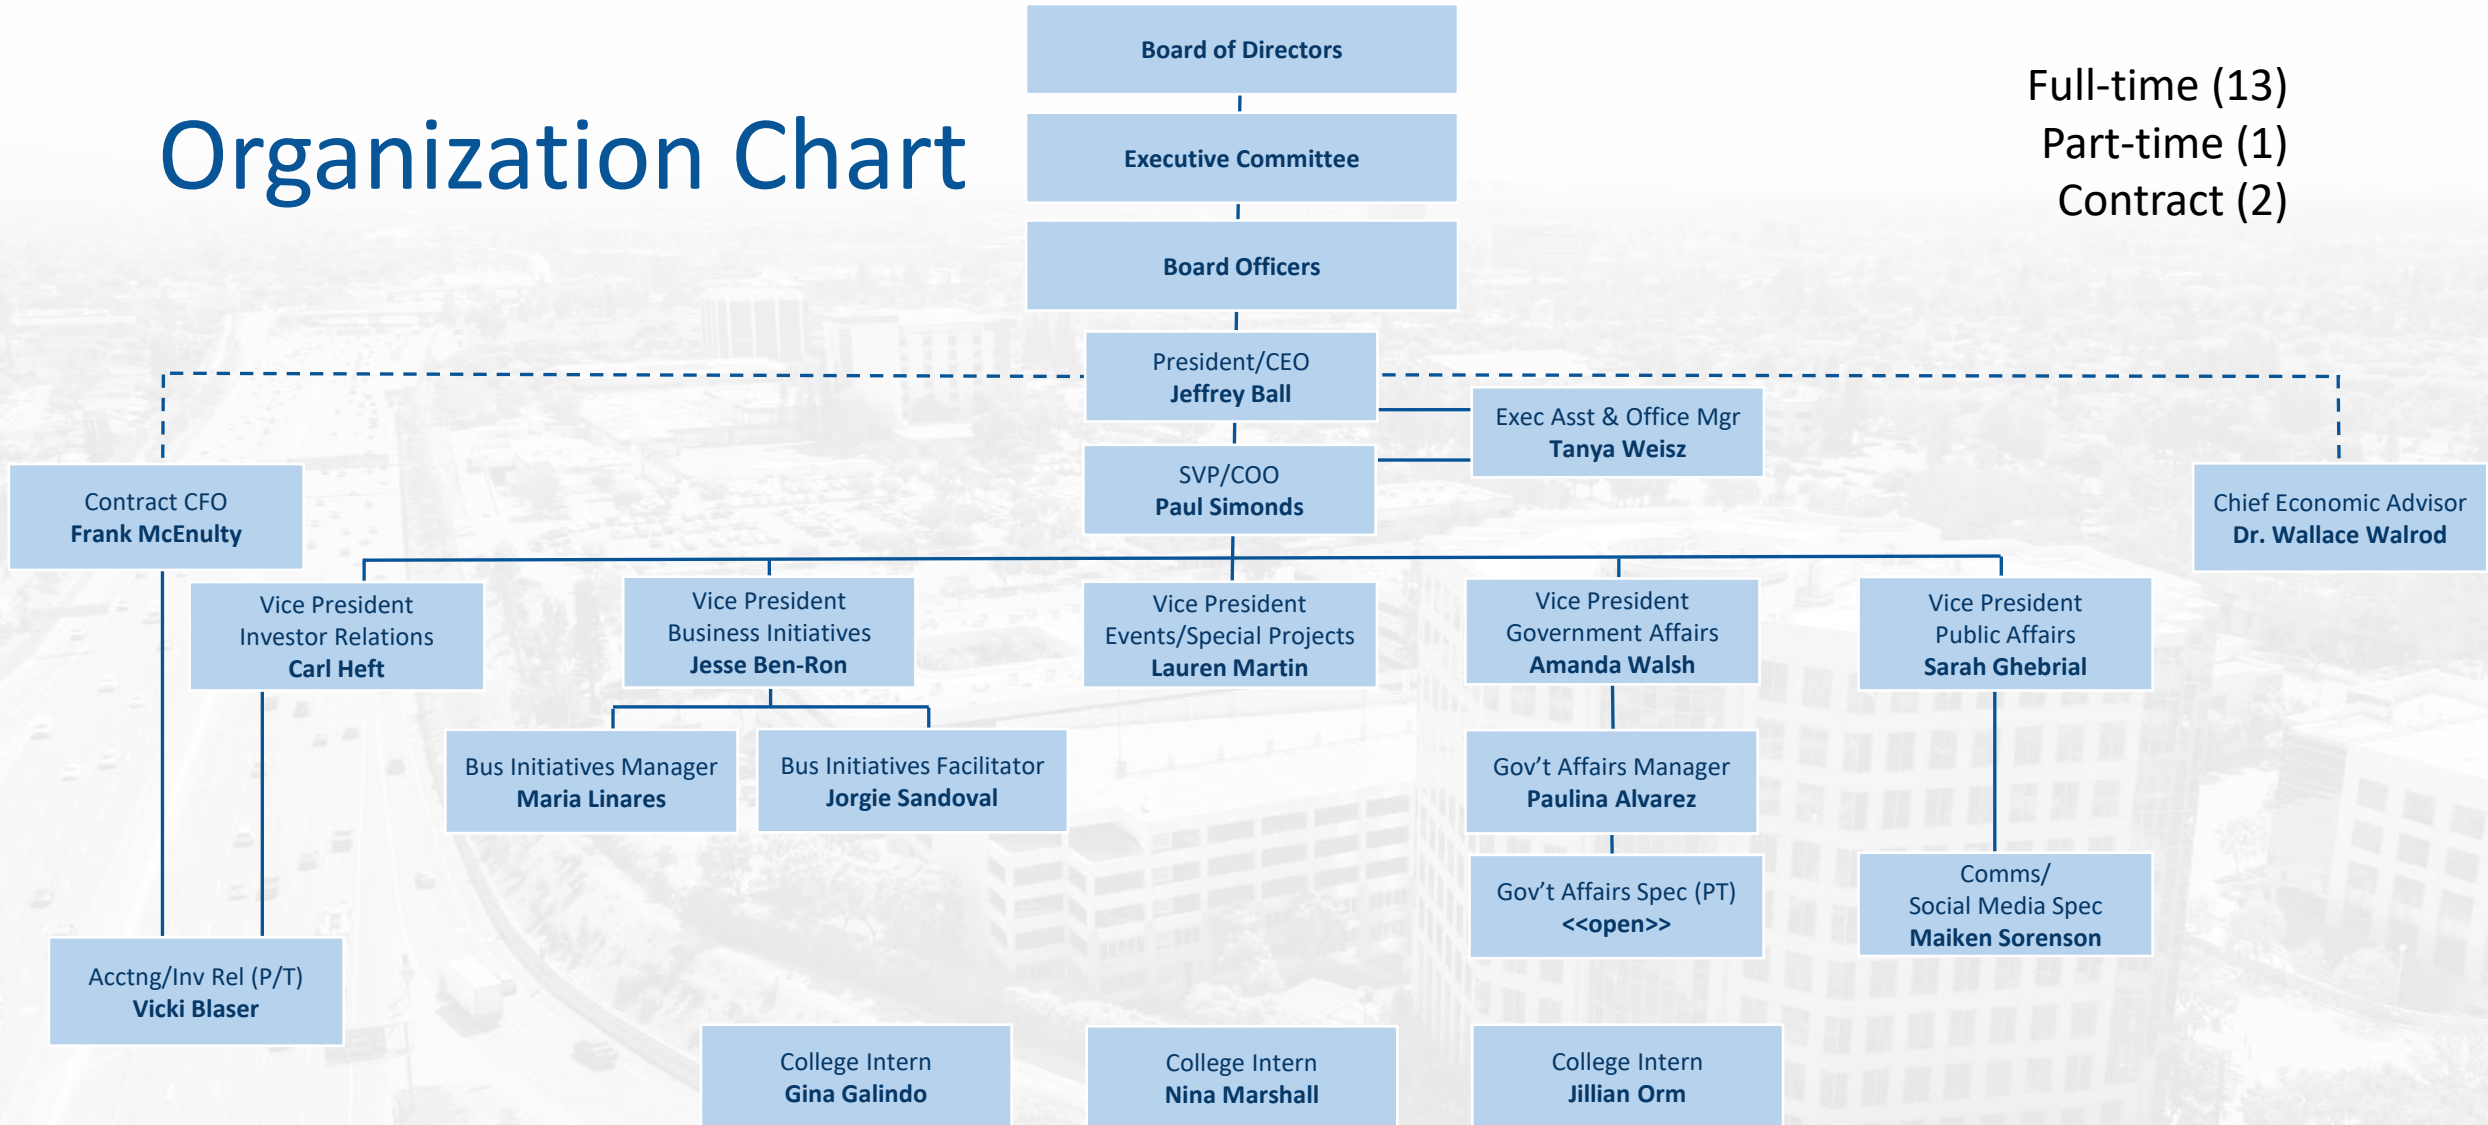 Board of Directors
Organization Chart
Full-time (13)
Part-time (1)
Contract (2)
Executive Committee
Board Officers
President/CEO
Jeffrey Ball
Exec Asst & Office Mgr
Tanya Weisz
SVP/COO
Paul Simonds
Contract CFO
Frank McEnulty
Chief Economic Advisor
Dr. Wallace Walrod
Vice President
Investor Relations
Carl Heft
Vice President
Business Initiatives
Jesse Ben-Ron
Vice President
Events/Special Projects
Lauren Martin
Vice President
Government Affairs
Amanda Walsh
Vice President
Public Affairs
Sarah Ghebrial
Bus Initiatives Manager
Maria Linares
Bus Initiatives Facilitator
Jorgie Sandoval
Gov’t Affairs Manager
Paulina Alvarez
Gov’t Affairs Spec (PT)
<<open>>
Comms/
Social Media Spec
Maiken Sorenson
Acctng/Inv Rel (P/T)
Vicki Blaser
College Intern
Gina Galindo
College Intern
Nina Marshall
College Intern
Jillian Orm